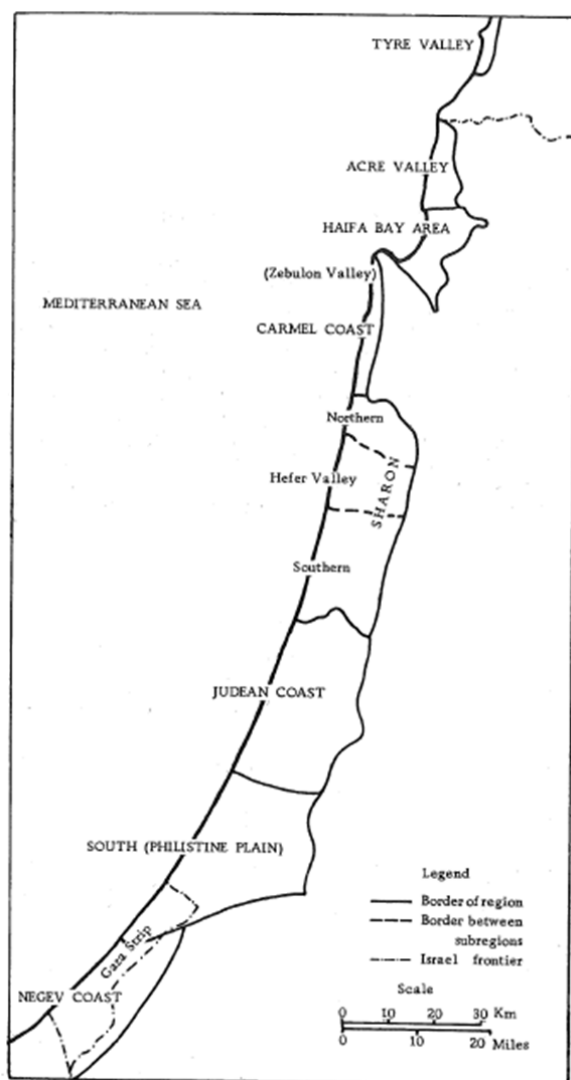 TYRE VALLEY
ACRE VALLEY
HAIFA BAY AREA
(Zebulon Valley)
MEDITERRANEAN SEA
CARMEL COAST
Northern
Hefer Valley
SHARON
Southern
JUDEAN COAST
SOUTH (PHILISTINE PLAIN)
Gaza Strip
NEGEV COAST
Legend
Border of region
Border between
subregions
Israel frontier
Scale
0 10 20 30 Km
0 10 20 Miles